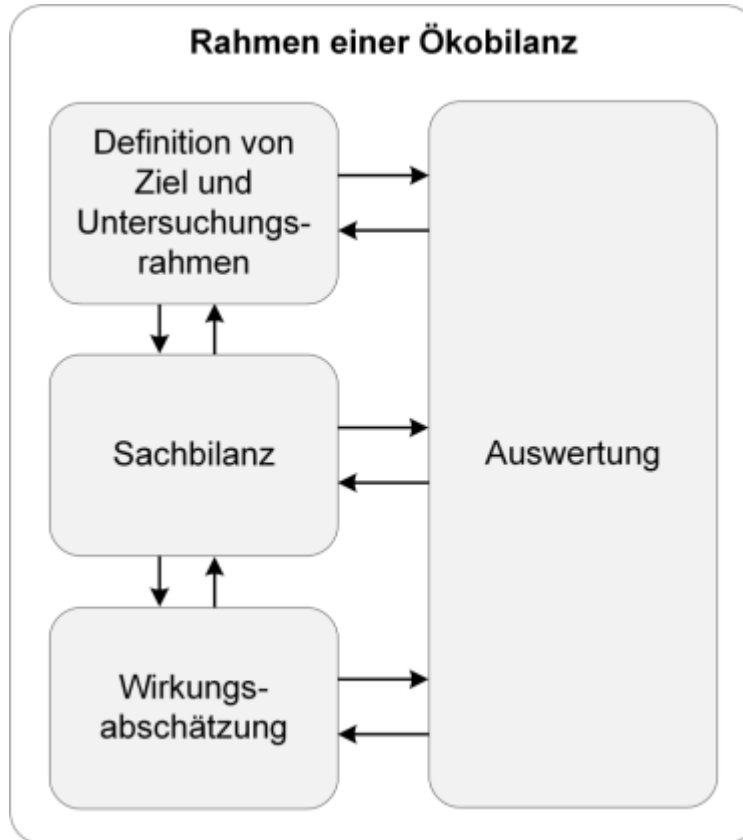 Rahmen einer Ökobilanz
Definition von
Ziel und
Untersuchungs-
rahmen
Sachbilanz
Wirkungs-
abschätzung
Auswertung